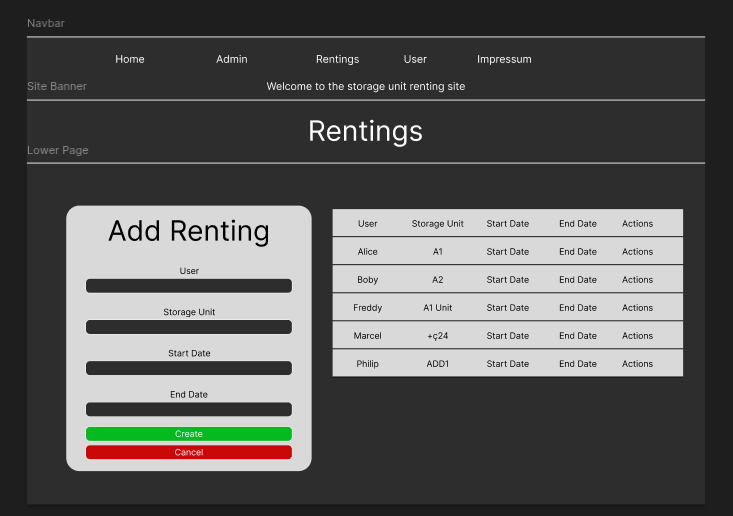 Navbar
Home Admin Rentings User Impressum
Site Banner
Welcome to the storage unit renting site
Rentings
Lower Page
Add Renting
User
Storage Unit
Start Date
End Date
Create
Cancel
User Storage Unit Start Date End Date Actions
Alice A1 Start Date End Date Actions
Boby A2 Start Date End Date Actions
Freddy A1 Unit Start Date End Date Actions
Marcel +ç24 Start Date End Date Actions
Philip ADD1 Start Date End Date Actions